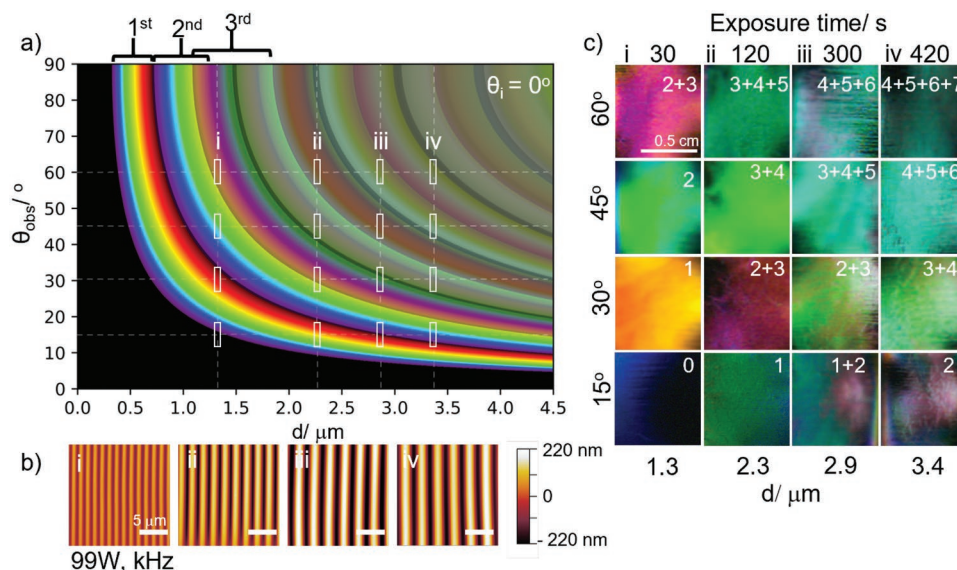 a)
1st 2nd 3rd
θi = 0°
i ii iii iv
90
80
70
60
50
40
30
20
10
0
θobs/ °
0.0 0.5 1.0 1.5 2.0 2.5 3.0 3.5 4.0 4.5
d/ μm
b)
i ii iii iv
5 μm
220 nm
0
- 220 nm
99W, kHz
c)
Exposure time/ s
i 30 ii 120 iii 300 iv 420
60° 2+3 3+4+5 4+5+6 4+5+6+7
0.5 cm
45° 2 3+4 3+4+5 4+5+6
30° 1 2+3 2+3 3+4
15° 0 1 1+2 2
1.3 2.3 2.9 3.4
d/ μm